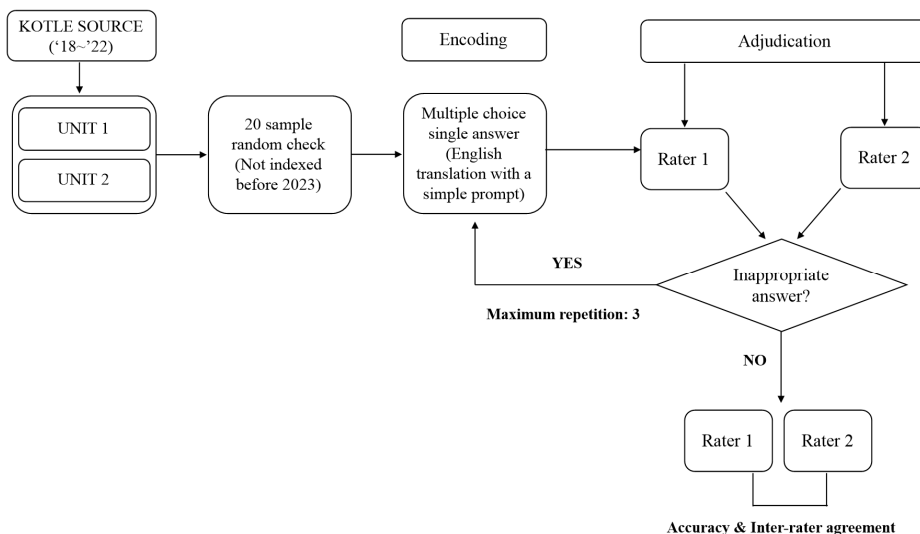 KOTLE SOURCE
(‘18~’22)
UNIT 1
UNIT 2
20 sample
random check
(Not indexed
before 2023)
Encoding
Multiple choice
single answer
(English
translation with a
simple prompt)
Adjudication
Rater 1
Rater 2
Inappropriate
answer?
YES
Maximum repetition: 3
NO
Rater 1
Rater 2
Accuracy & Inter-rater agreement